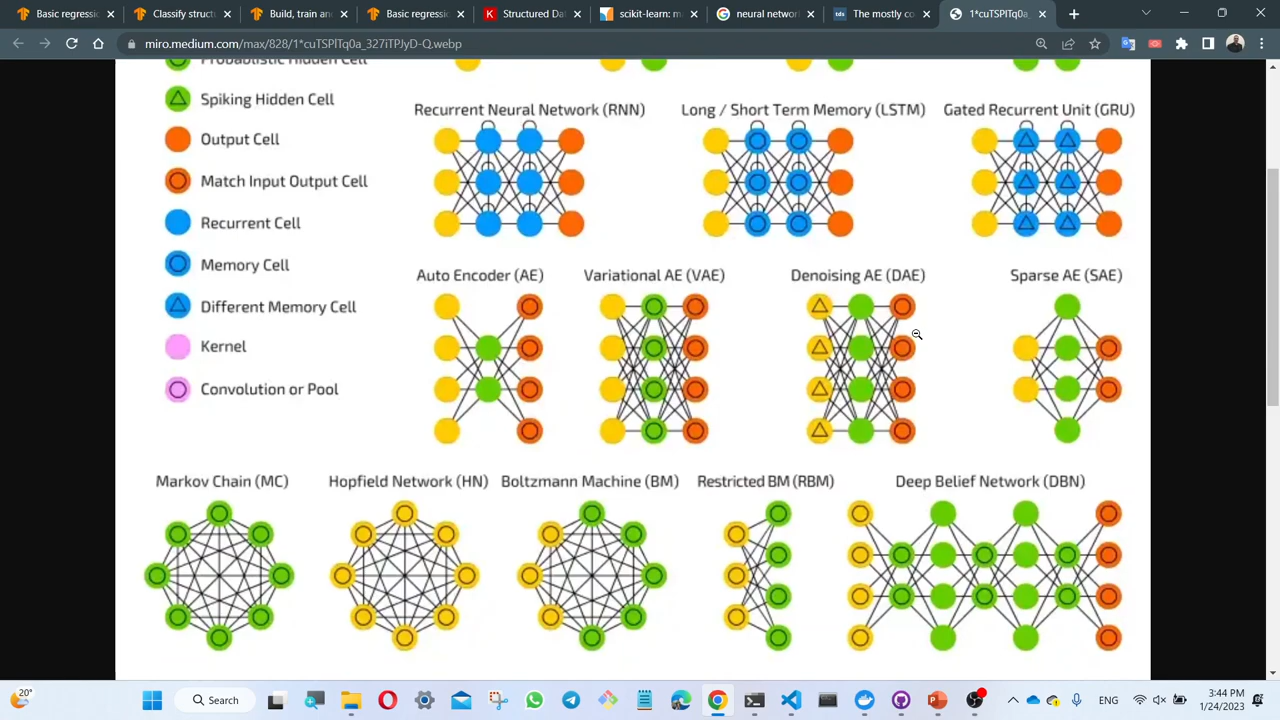 Basic regressi
Classify struct
Build, train an
Basic regressi
Structured Da
scikit-learn: m
neural networ
The mostly co
1*cuTSPlTq0a_
miro.medium.com/max/828/1*cuTSPlTq0a_327iTPJyD-Q.webp
Probablistic Hidden Cell
Spiking Hidden Cell
Output Cell
Match Input Output Cell
Recurrent Cell
Memory Cell
Different Memory Cell
Kernel
Convolution or Pool
Recurrent Neural Network (RNN)
Long / Short Term Memory (LSTM)
Gated Recurrent Unit (GRU)
Auto Encoder (AE)
Variational AE (VAE)
Denoising AE (DAE)
Sparse AE (SAE)
Markov Chain (MC)
Hopfield Network (HN)
Boltzmann Machine (BM)
Restricted BM (RBM)
Deep Belief Network (DBN)
20°
Search
ENG
3:44 PM
1/24/2023